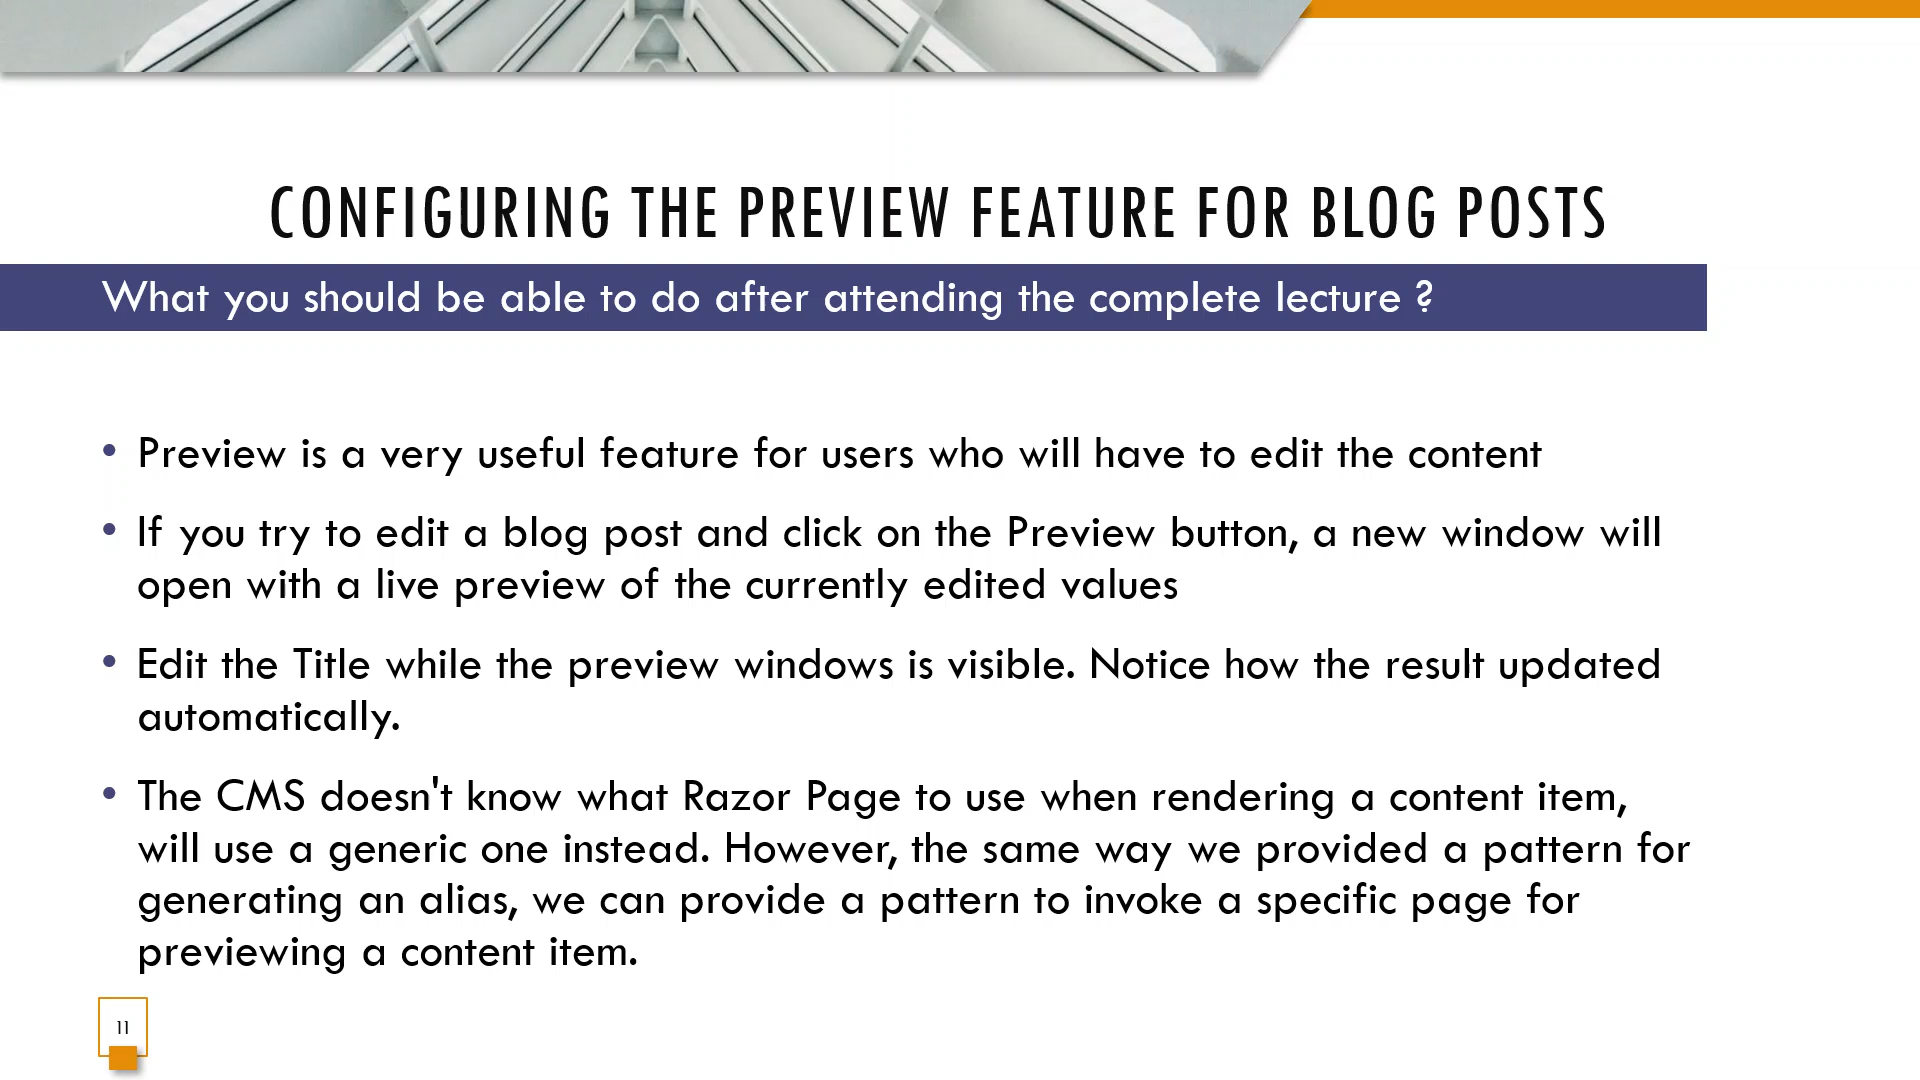 CONFIGURING THE PREVIEW FEATURE FOR BLOG POSTS
What you should be able to do after attending the complete lecture ?
• Preview is a very useful feature for users who will have to edit the content
• If you try to edit a blog post and click on the Preview button, a new window will
open with a live preview of the currently edited values
• Edit the Title while the preview windows is visible. Notice how the result updated
automatically.
• The CMS doesn't know what Razor Page to use when rendering a content item,
will use a generic one instead. However, the same way we provided a pattern for
generating an alias, we can provide a pattern to invoke a specific page for
previewing a content item.
11